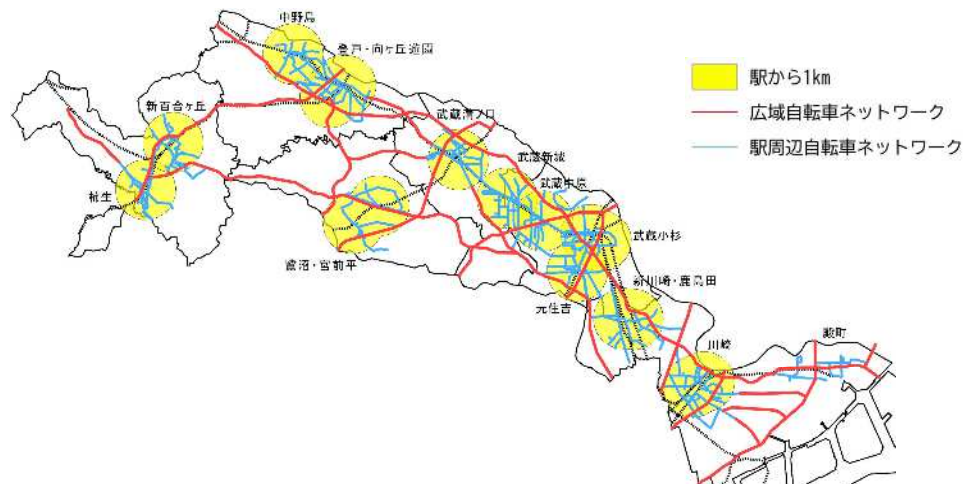 中野島
登戸・向ヶ丘遊園
新百合ヶ丘
武蔵溝ノ口
武蔵新城
武蔵中原
柿生
武蔵小杉
鷺沼・宮前平
新川崎・鹿島田
元住吉
川崎
殿町
駅から1km
広域自転車ネットワーク
駅周辺自転車ネットワーク